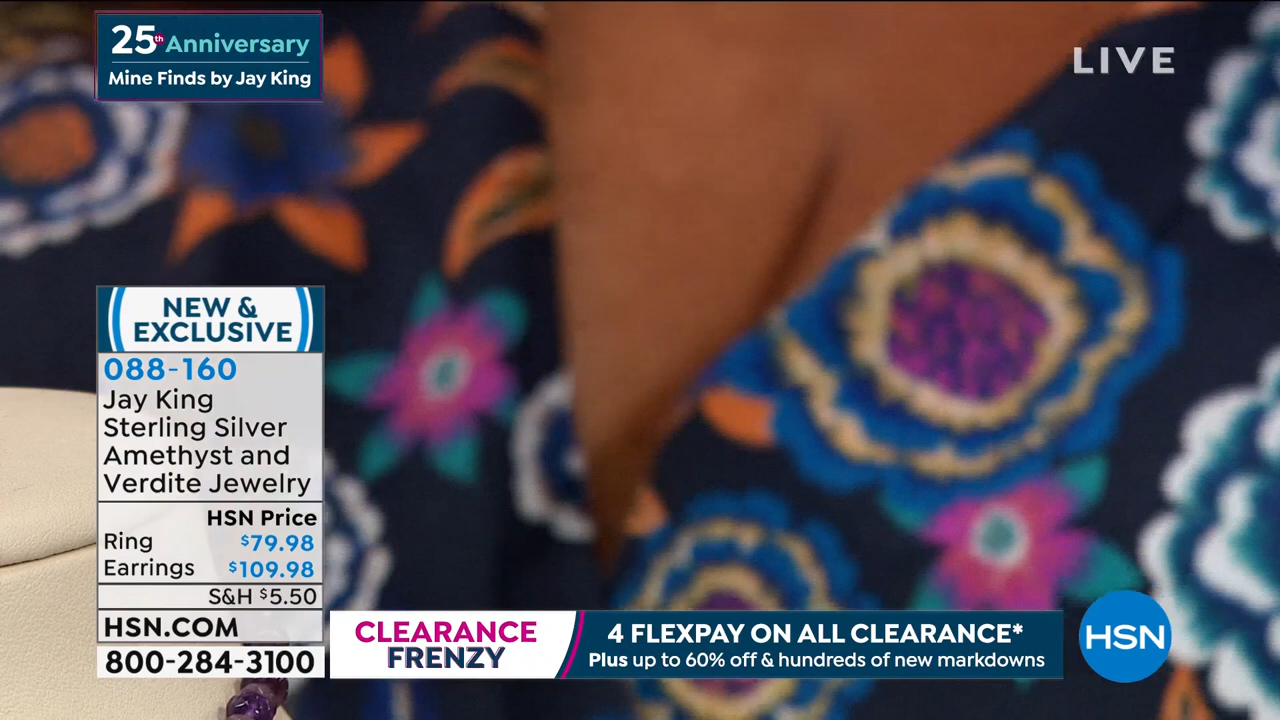 25th Anniversary
Mine Finds by Jay King
LIVE
NEW &
EXCLUSIVE
088-160
Jay King
Sterling Silver
Amethyst and
Verdite Jewelry
HSN Price
Ring $79.98
Earrings $109.98
S&H $5.50
HSN.COM
800-284-3100
CLEARANCE
FRENZY
4 FLEXPAY ON ALL CLEARANCE*
Plus up to 60% off & hundreds of new markdowns
HSN